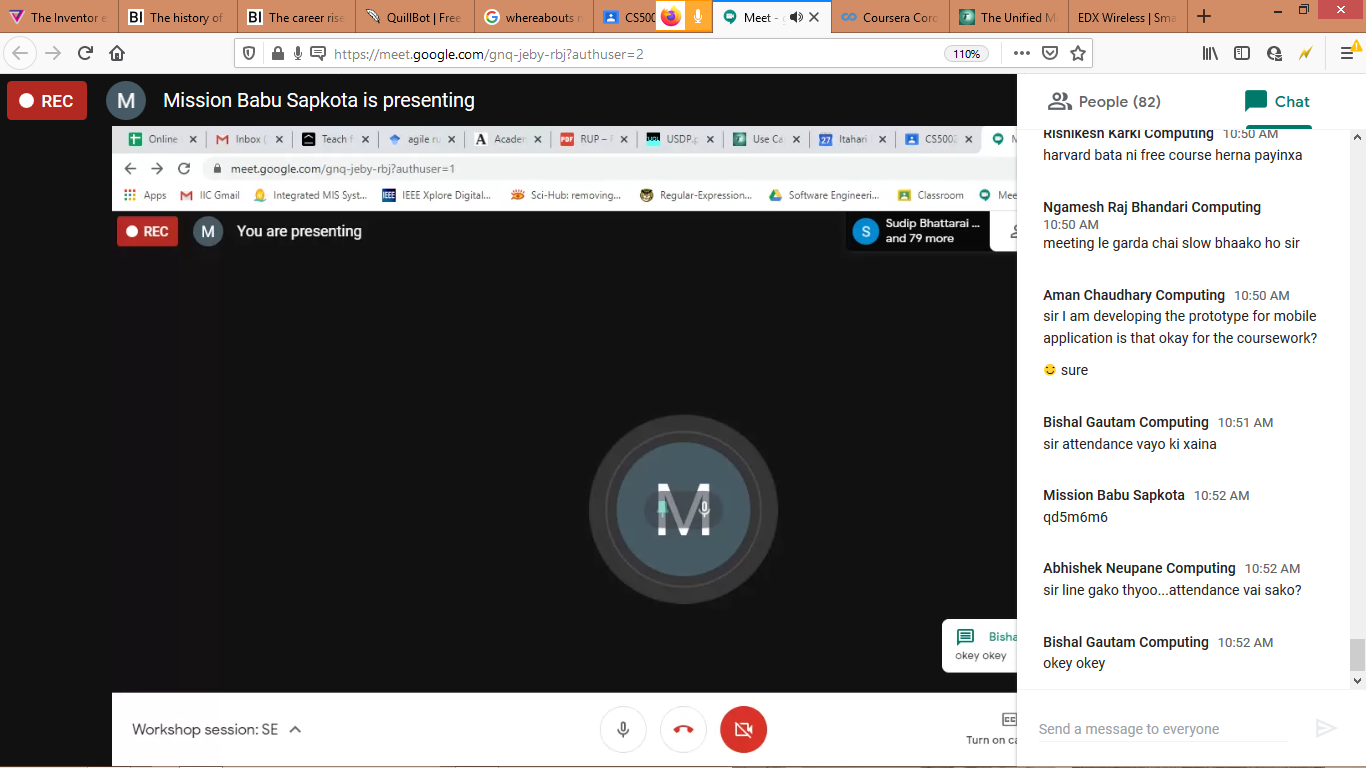 The Inventor e
The history of
The career rise
QuillBot | Free
whereabouts m
CS500
Meet -
Coursera Corc
The Unified M
EDX Wireless | Sma
https://meet.google.com/gnq-jeby-rbj?authuser=2
110%
REC
M
Mission Babu Sapkota is presenting
People (82)
Chat
Online
Inbox (
Teach f
agile ru
Academ
RUP – F
USDP.p
Use Ca
Itahari
CS5002
M
meet.google.com/gnq-jeby-rbj?authuser=1
Apps
IIC Gmail
Integrated MIS Syst...
IEEE Xplore Digital...
Sci-Hub: removing...
Regular-Expression...
Software Engineeri...
Classroom
Mee
REC
M
You are presenting
S
Sudip Bhattarai ...
and 79 more
M
Bisha
okey okey
Workshop session: SE
Turn on ca
Rishikesh Karki Computing 10:50 AM
harvard bata ni free course herna payinxa
Ngamesh Raj Bhandari Computing
10:50 AM
meeting le garda chai slow bhaako ho sir
Aman Chaudhary Computing 10:50 AM
sir I am developing the prototype for mobile
application is that okay for the coursework?
sure
Bishal Gautam Computing 10:51 AM
sir attendance vayo ki xaina
Mission Babu Sapkota 10:52 AM
qd5m6m6
Abhishek Neupane Computing 10:52 AM
sir line gako thyoo...attendance vai sako?
Bishal Gautam Computing 10:52 AM
okey okey
Send a message to everyone